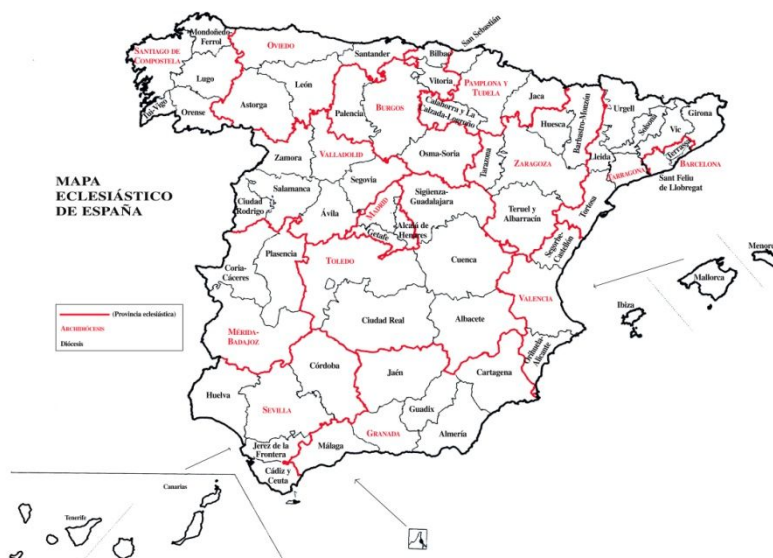 MAPA
ECLESIÁSTICO
DE ESPAÑA
(Provincia eclesiástica)
ARCHIDIÓCESIS
Diócesis
SANTIAGO DE
COMPOSTELA
Mondoñedo-
Ferrol
Lugo
Tui-Vigo
Orense
OVIEDO
Astorga
León
Santander
Palencia
BURGOS
Bilbao
San Sebastián
Vitoria
PAMPLONA Y
TUDELA
Calahorra y La
Calzada-Logroño
Jaca
Huesca
Barbastro-Monzón
Urgell
Solsona
Vic
Girona
Lleida
Terrassa
BARCELONA
Sant Feliu
de Llobregat
TARRAGONA
Tortosa
Zamora
VALLADOLID
Segovia
Osma-Soria
Tarazona
ZARAGOZA
Salamanca
Ciudad
Rodrigo
Ávila
MADRID
Getafe
Alcalá de
Henares
Sigüenza-
Guadalajara
Teruel y
Albarracín
Segorbe-
Castellón
Plasencia
Coria-
Cáceres
TOLEDO
Cuenca
VALENCIA
Menor
Mallorca
Ibiza
MÉRIDA-
BADAJOZ
Ciudad Real
Albacete
Orihuela-
Alicante
Córdoba
Jaén
Cartagena
Huelva
SEVILLA
Guadix
GRANADA
Almería
Jerez de la
Frontera
Málaga
Cádiz y
Ceuta
Canarias
Tenerife